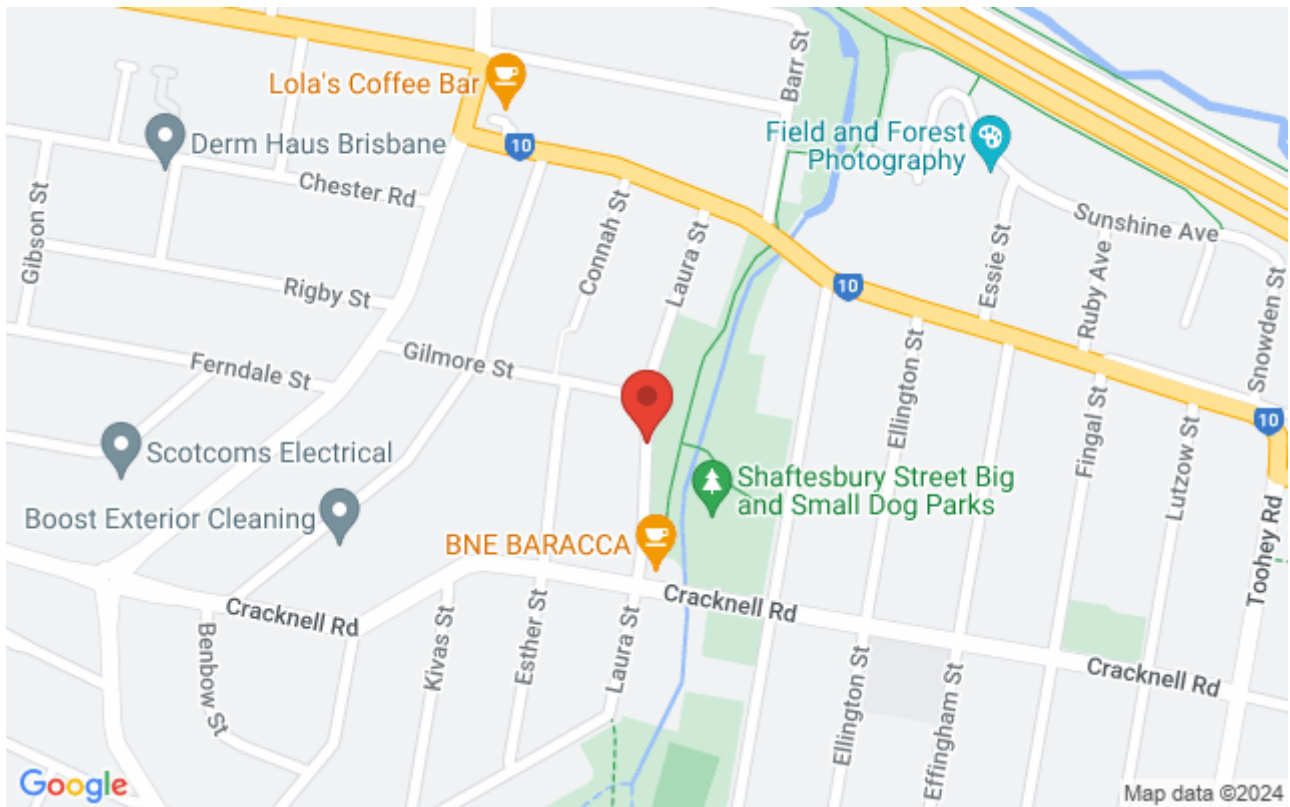 Barr St
Lola's Coffee Bar
10
Field and Forest
Photography
Derm Haus Brisbane
Chester Rd
Gibson St
Connah St
Laura St
Essie St
Sunshine Ave
Ruby Ave
Snowden St
Rigby St
10
Gilmore St
Ferndale St
Ellington St
Fingal St
Lutzow St
10
Scotcoms Electrical
Shaftesbury Street Big
and Small Dog Parks
Boost Exterior Cleaning
BNE BARACCA
Toohey Rd
Cracknell Rd
Cracknell Rd
Benbow St
Kivas St
Esther St
Laura St
Ellington St
Effingham St
Cracknell Rd
Google
Map data ©2024